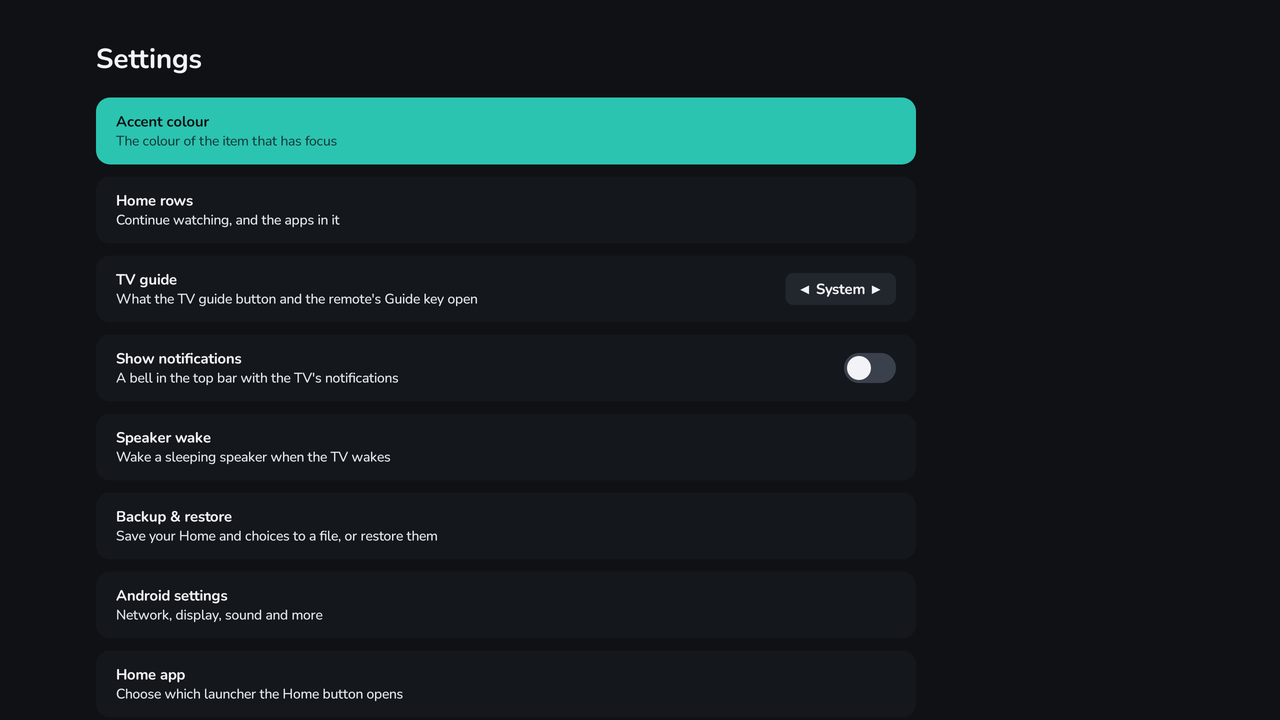 Settings
Accent colour
The colour of the item that has focus
Home rows
Continue watching, and the apps in it
TV guide
What the TV guide button and the remote's Guide key open
◄ System ►
Show notifications
A bell in the top bar with the TV's notifications
Speaker wake
Wake a sleeping speaker when the TV wakes
Backup & restore
Save your Home and choices to a file, or restore them
Android settings
Network, display, sound and more
Home app
Choose which launcher the Home button opens